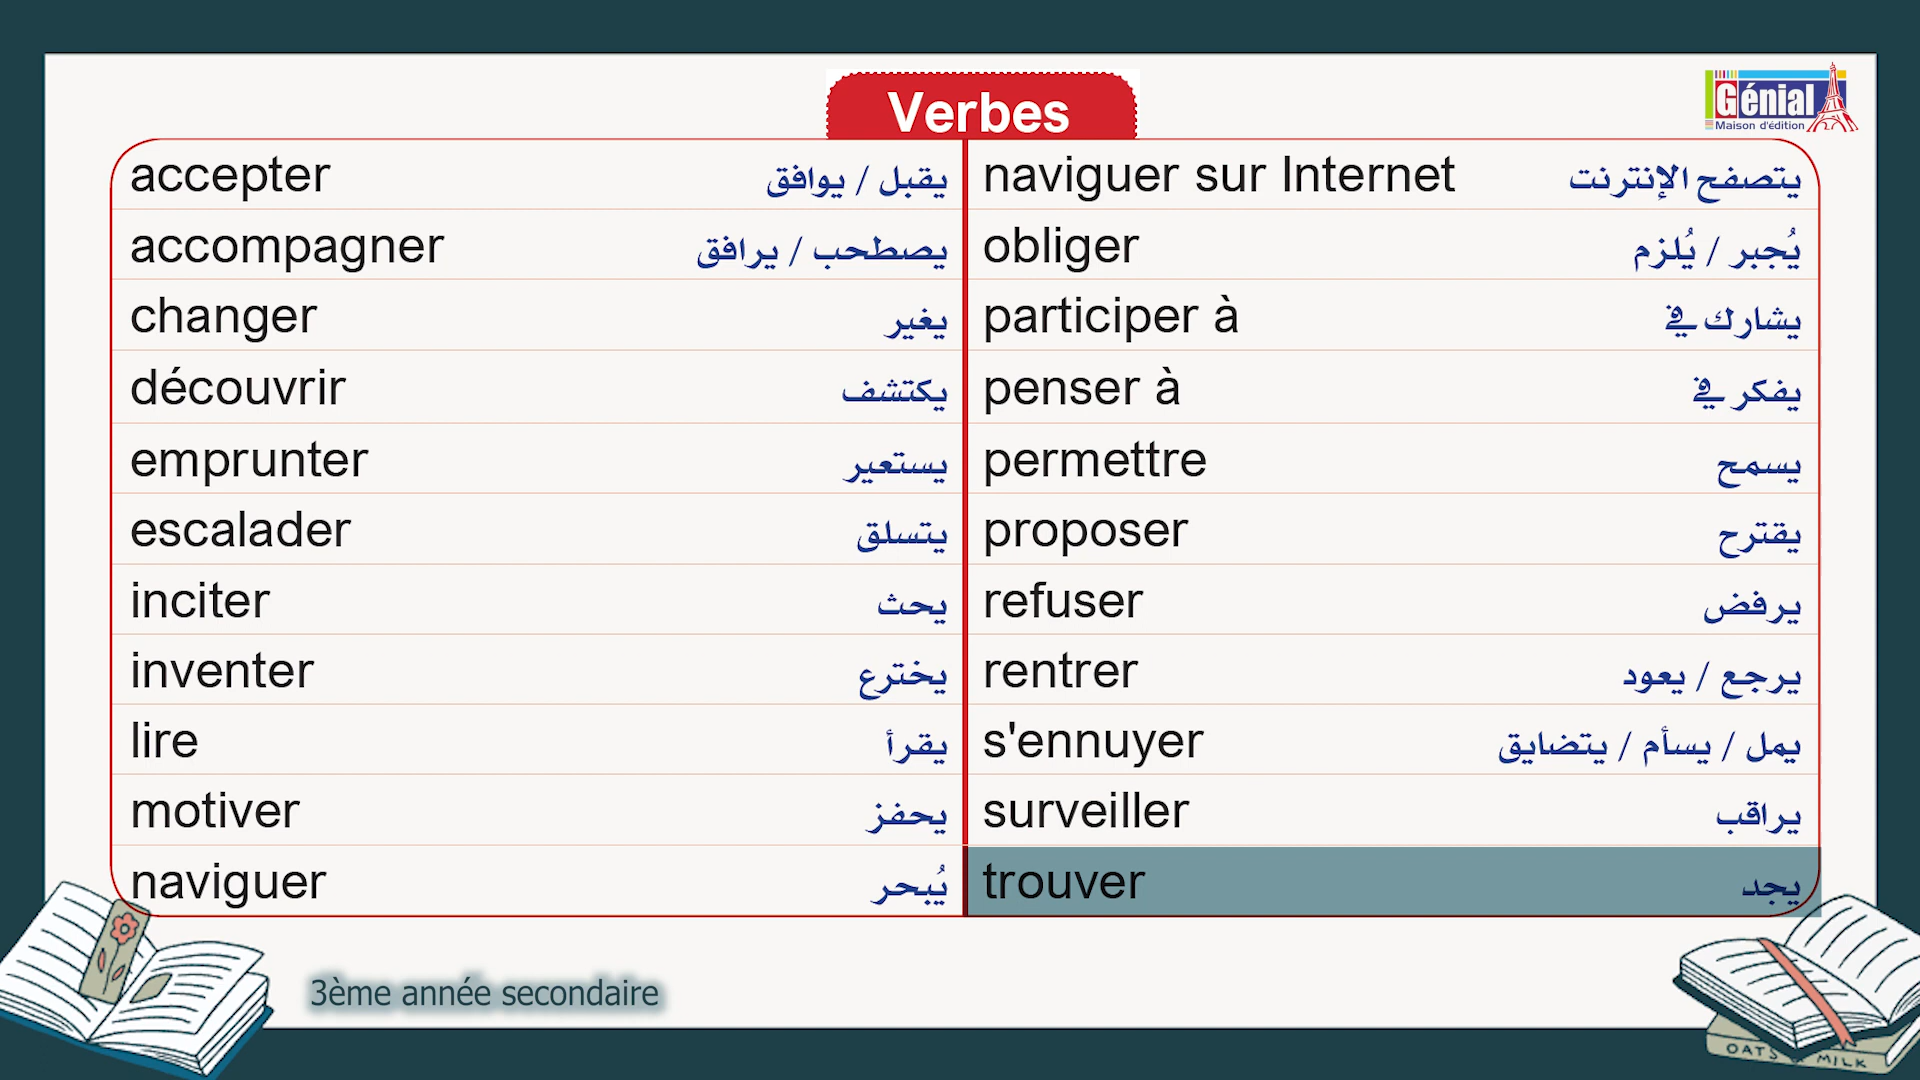 Verbes
Génial
Maison d'édition
accepter يقبل / يوافق
accompagner يصطحب / يرافق
changer يغير
découvrir يكتشف
emprunter يستعير
escalader يتسلق
inciter يحث
inventer يخترع
lire يقرأ
motiver يحفز
naviguer يُبحر
naviguer sur Internet يتصفح الإنترنت
obliger يُجبر / يُلزم
participer à يشارك في
penser à يفكر في
permettre يسمح
proposer يقترح
refuser يرفض
rentrer يرجع / يعود
s'ennuyer يمل / يسأم / يتضايق
surveiller يراقب
trouver يجد
3ème année secondaire
OATS & MILK